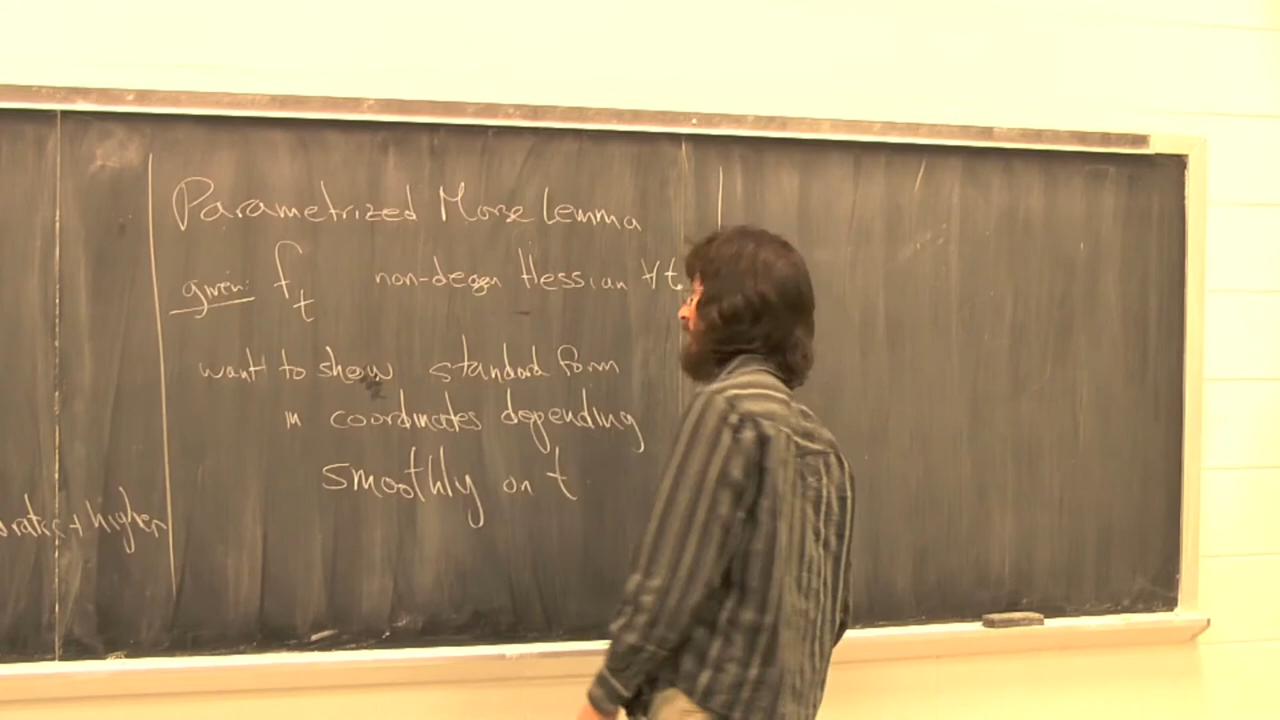 Parametrized Morse Lemma
given: f_t non-degen Hessian ∀t
want to show standard form
in coordinates depending
smoothly on t
+ higher